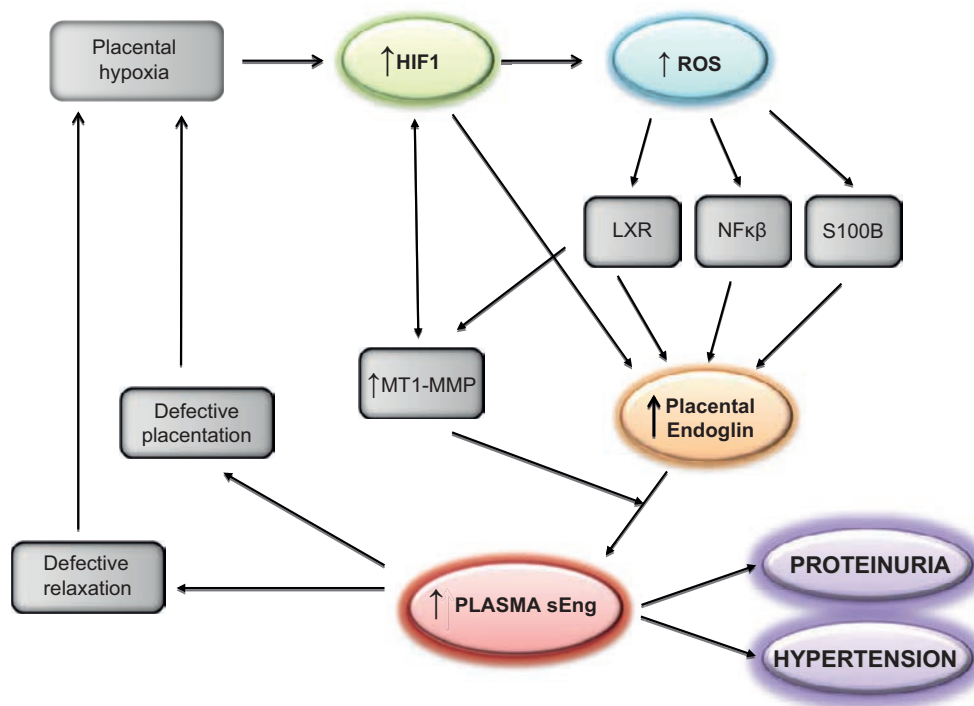 Placental
hypoxia
↑HIF1
↑ ROS
LXR
NFκβ
S100B
↑MT1-MMP
↑ Placental
Endoglin
Defective
placentation
Defective
relaxation
↑ PLASMA sEng
PROTEINURIA
HYPERTENSION